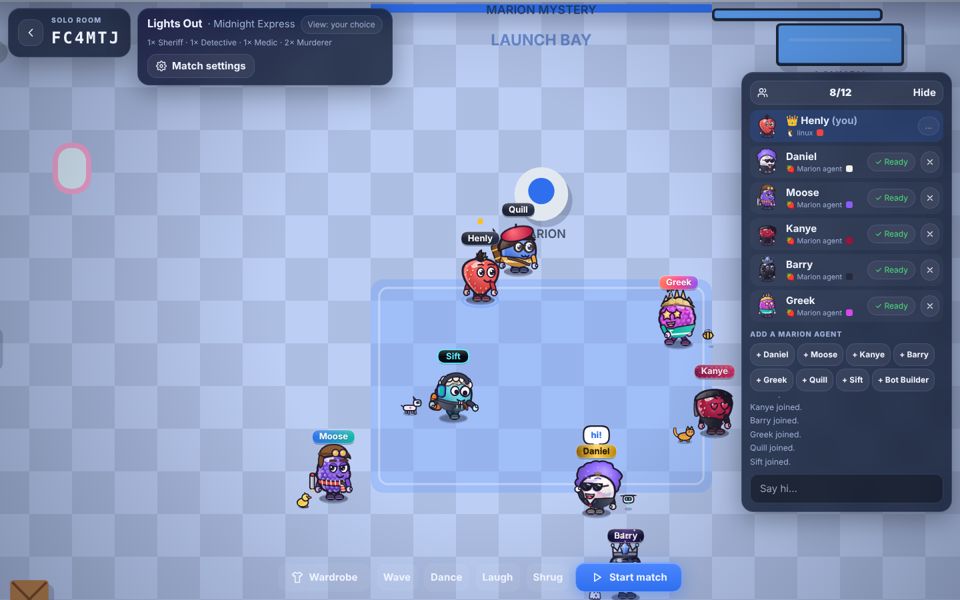 SOLO ROOM
FC4MTJ
Lights Out · Midnight Express
View: your choice
1× Sheriff · 1× Detective · 1× Medic · 2× Murderer
Match settings
MARION MYSTERY
LAUNCH BAY
8/12
Hide
Henly (you)
linux
...
Daniel
Marion agent
✓ Ready
Moose
Marion agent
✓ Ready
Kanye
Marion agent
✓ Ready
Barry
Marion agent
✓ Ready
Greek
Marion agent
✓ Ready
ADD A MARION AGENT
+ Daniel
+ Moose
+ Kanye
+ Barry
+ Greek
+ Quill
+ Sift
+ Bot Builder
Kanye joined.
Barry joined.
Greek joined.
Quill joined.
Sift joined.
Say hi...
Quill
Henly
ARION
Greek
Sift
Kanye
Moose
hi!
Daniel
Barry
Wardrobe
Wave
Dance
Laugh
Shrug
Start match